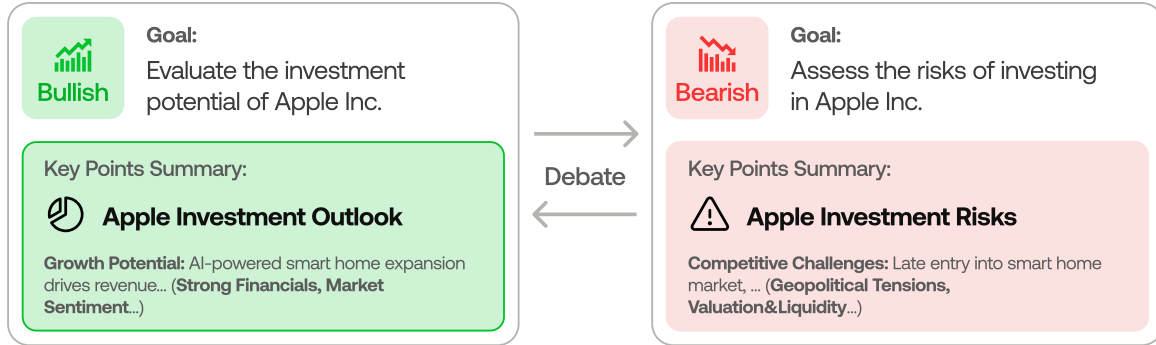 Bullish
Goal:
Evaluate the investment
potential of Apple Inc.
Key Points Summary:
Apple Investment Outlook
Growth Potential: AI-powered smart home expansion
drives revenue... (Strong Financials, Market
Sentiment...)
Debate
Bearish
Goal:
Assess the risks of investing
in Apple Inc.
Key Points Summary:
Apple Investment Risks
Competitive Challenges: Late entry into smart home
market, ... (Geopolitical Tensions,
Valuation&Liquidity...)